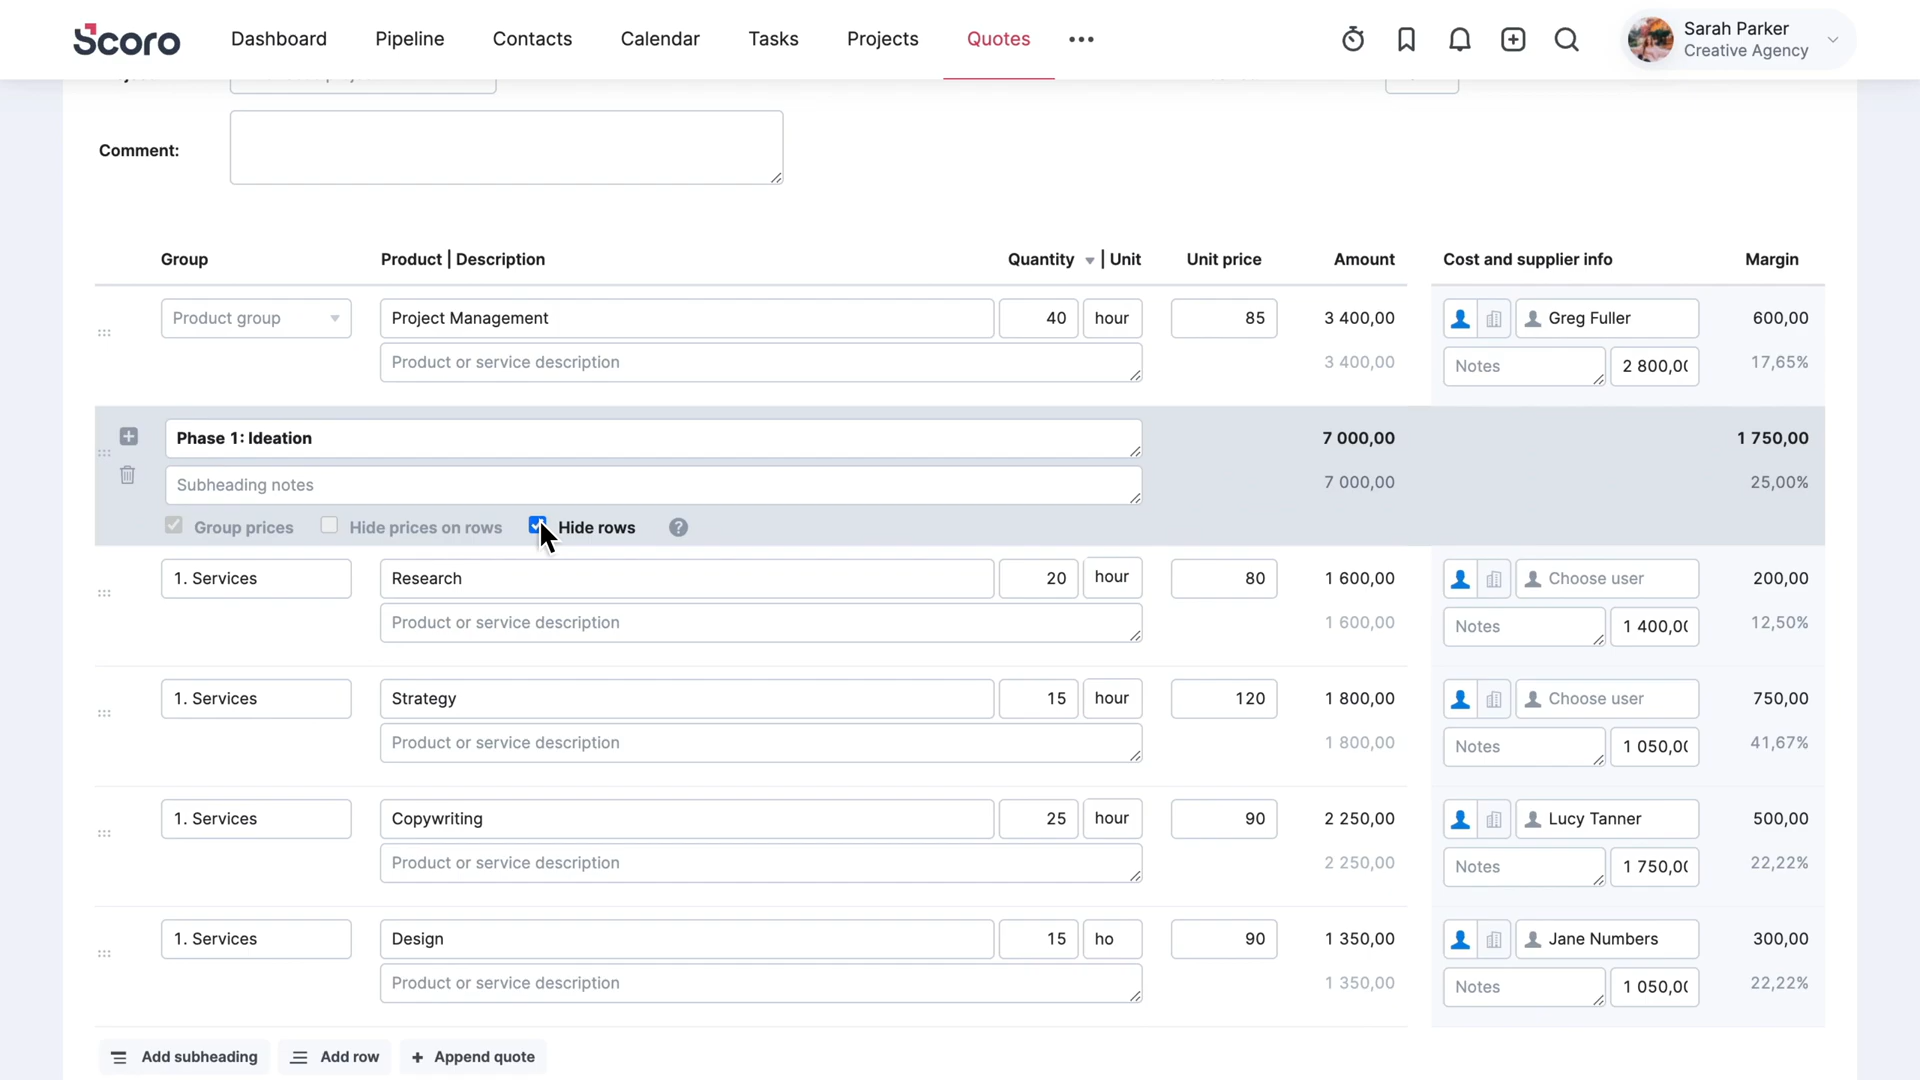 Scoro Dashboard Pipeline Contacts Calendar Tasks Projects Quotes ••• Sarah Parker
Creative Agency
Comment:
Group Product | Description Quantity | Unit Unit price Amount Cost and supplier info Margin
Product group Project Management 40 hour 85 3 400,00 Greg Fuller 600,00
Product or service description 3 400,00 Notes 2 800,0 17,65%
Phase 1: Ideation 7 000,00 1 750,00
Subheading notes 7 000,00 25,00%
Group prices Hide prices on rows Hide rows ?
1. Services Research 20 hour 80 1 600,00 Choose user 200,00
Product or service description 1 600,00 Notes 1 400,0 12,50%
1. Services Strategy 15 hour 120 1 800,00 Choose user 750,00
Product or service description 1 800,00 Notes 1 050,0 41,67%
1. Services Copywriting 25 hour 90 2 250,00 Lucy Tanner 500,00
Product or service description 2 250,00 Notes 1 750,0 22,22%
1. Services Design 15 ho 90 1 350,00 Jane Numbers 300,00
Product or service description 1 350,00 Notes 1 050,0 22,22%
Add subheading Add row + Append quote